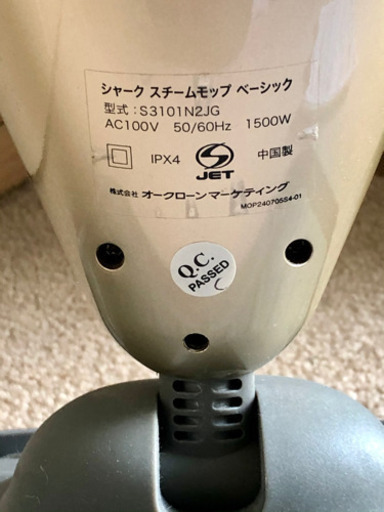 シャーク スチームモップ ベーシック
型式：S3101N2JG
AC100V 50/60Hz 1500W
IPX4 JET 中国製
株式会社 オークローンマーケティング
MOP240705S4-01
Q.C.
PASSED